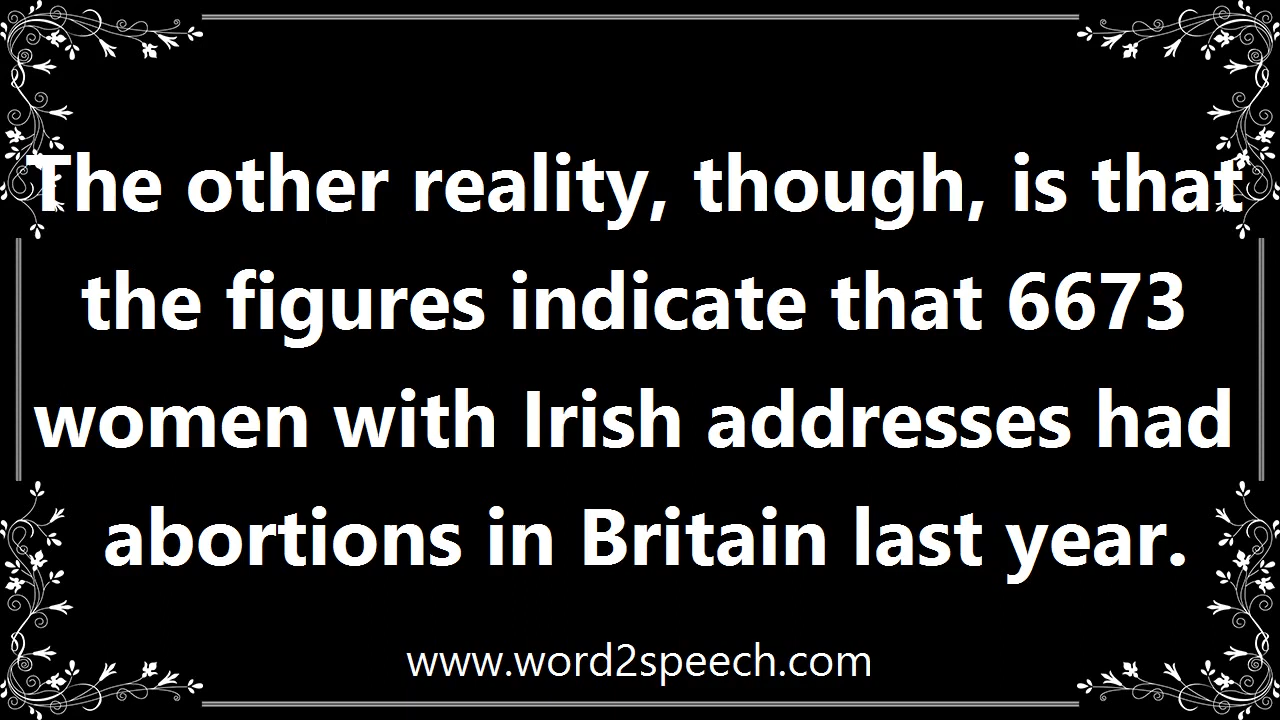 The other reality, though, is that
the figures indicate that 6673
women with Irish addresses had
abortions in Britain last year.
www.word2speech.com